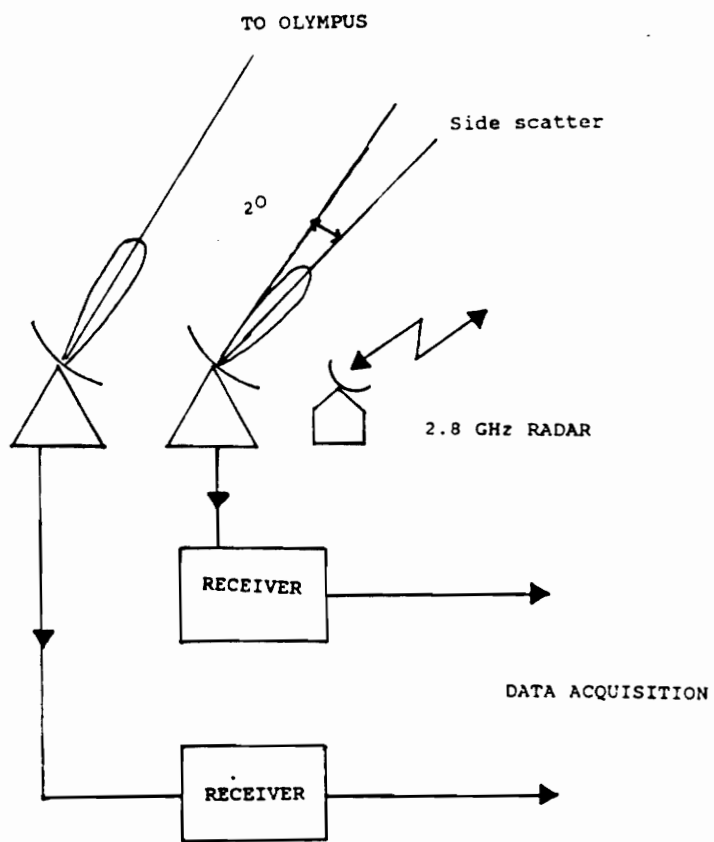 TO OLYMPUS
Side scatter
2°
2.8 GHz RADAR
RECEIVER
DATA ACQUISITION
RECEIVER